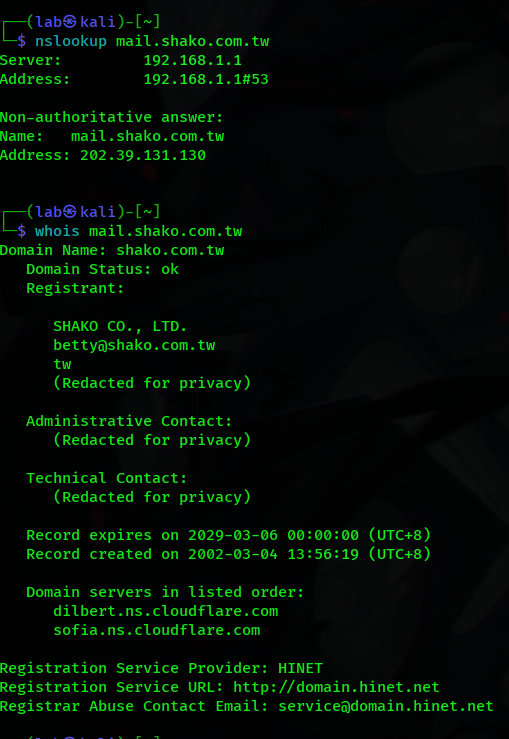 ┌──(lab㉿kali)-[~]
└─$ nslookup mail.shako.com.tw
Server:         192.168.1.1
Address:        192.168.1.1#53

Non-authoritative answer:
Name:   mail.shako.com.tw
Address: 202.39.131.130

┌──(lab㉿kali)-[~]
└─$ whois mail.shako.com.tw
Domain Name: shako.com.tw
   Domain Status: ok
   Registrant:

      SHAKO CO., LTD.
      betty@shako.com.tw
      tw
      (Redacted for privacy)

   Administrative Contact:
      (Redacted for privacy)

   Technical Contact:
      (Redacted for privacy)

   Record expires on 2029-03-06 00:00:00 (UTC+8)
   Record created on 2002-03-04 13:56:19 (UTC+8)

   Domain servers in listed order:
      dilbert.ns.cloudflare.com
      sofia.ns.cloudflare.com

Registration Service Provider: HINET
Registration Service URL: http://domain.hinet.net
Registrar Abuse Contact Email: service@domain.hinet.net